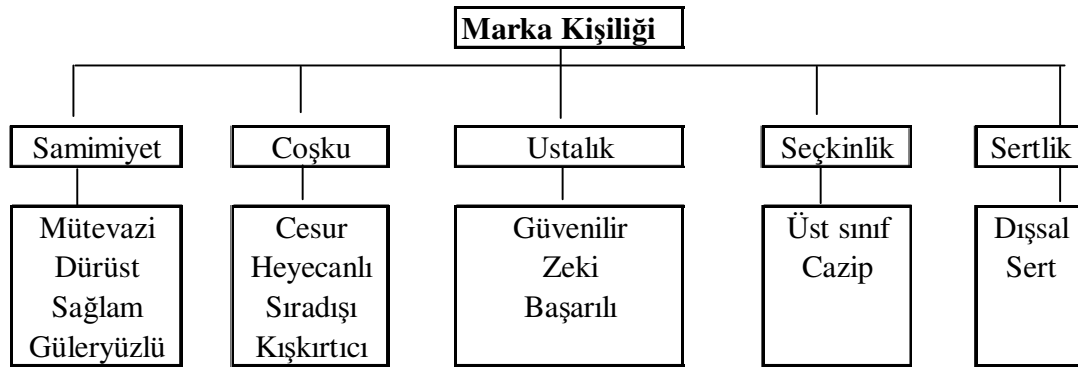 Marka Kişiliği
Samimiyet
Coşku
Ustalık
Seçkinlik
Sertlik
Mütevazi
Dürüst
Sağlam
Güleryüzlü
Cesur
Heyecanlı
Sıradışı
Kışkırtıcı
Güvenilir
Zeki
Başarılı
Üst sınıf
Cazip
Dışsal
Sert